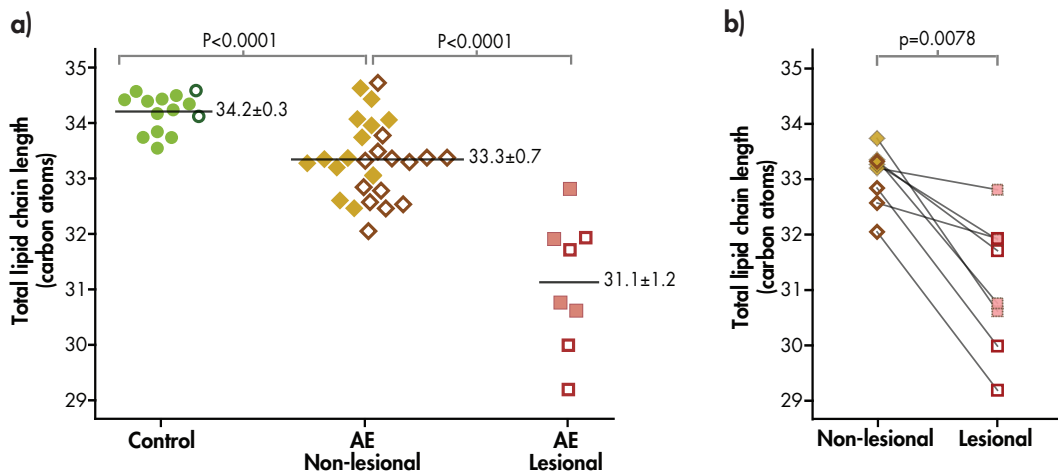 a)
P<0.0001
P<0.0001
Total lipid chain length
(carbon atoms)
35
34
33
32
31
30
29
34.2±0.3
33.3±0.7
31.1±1.2
Control
AE
Non-lesional
AE
Lesional
b)
p=0.0078
Total lipid chain length
(carbon atoms)
35
34
33
32
31
30
29
Non-lesional
Lesional